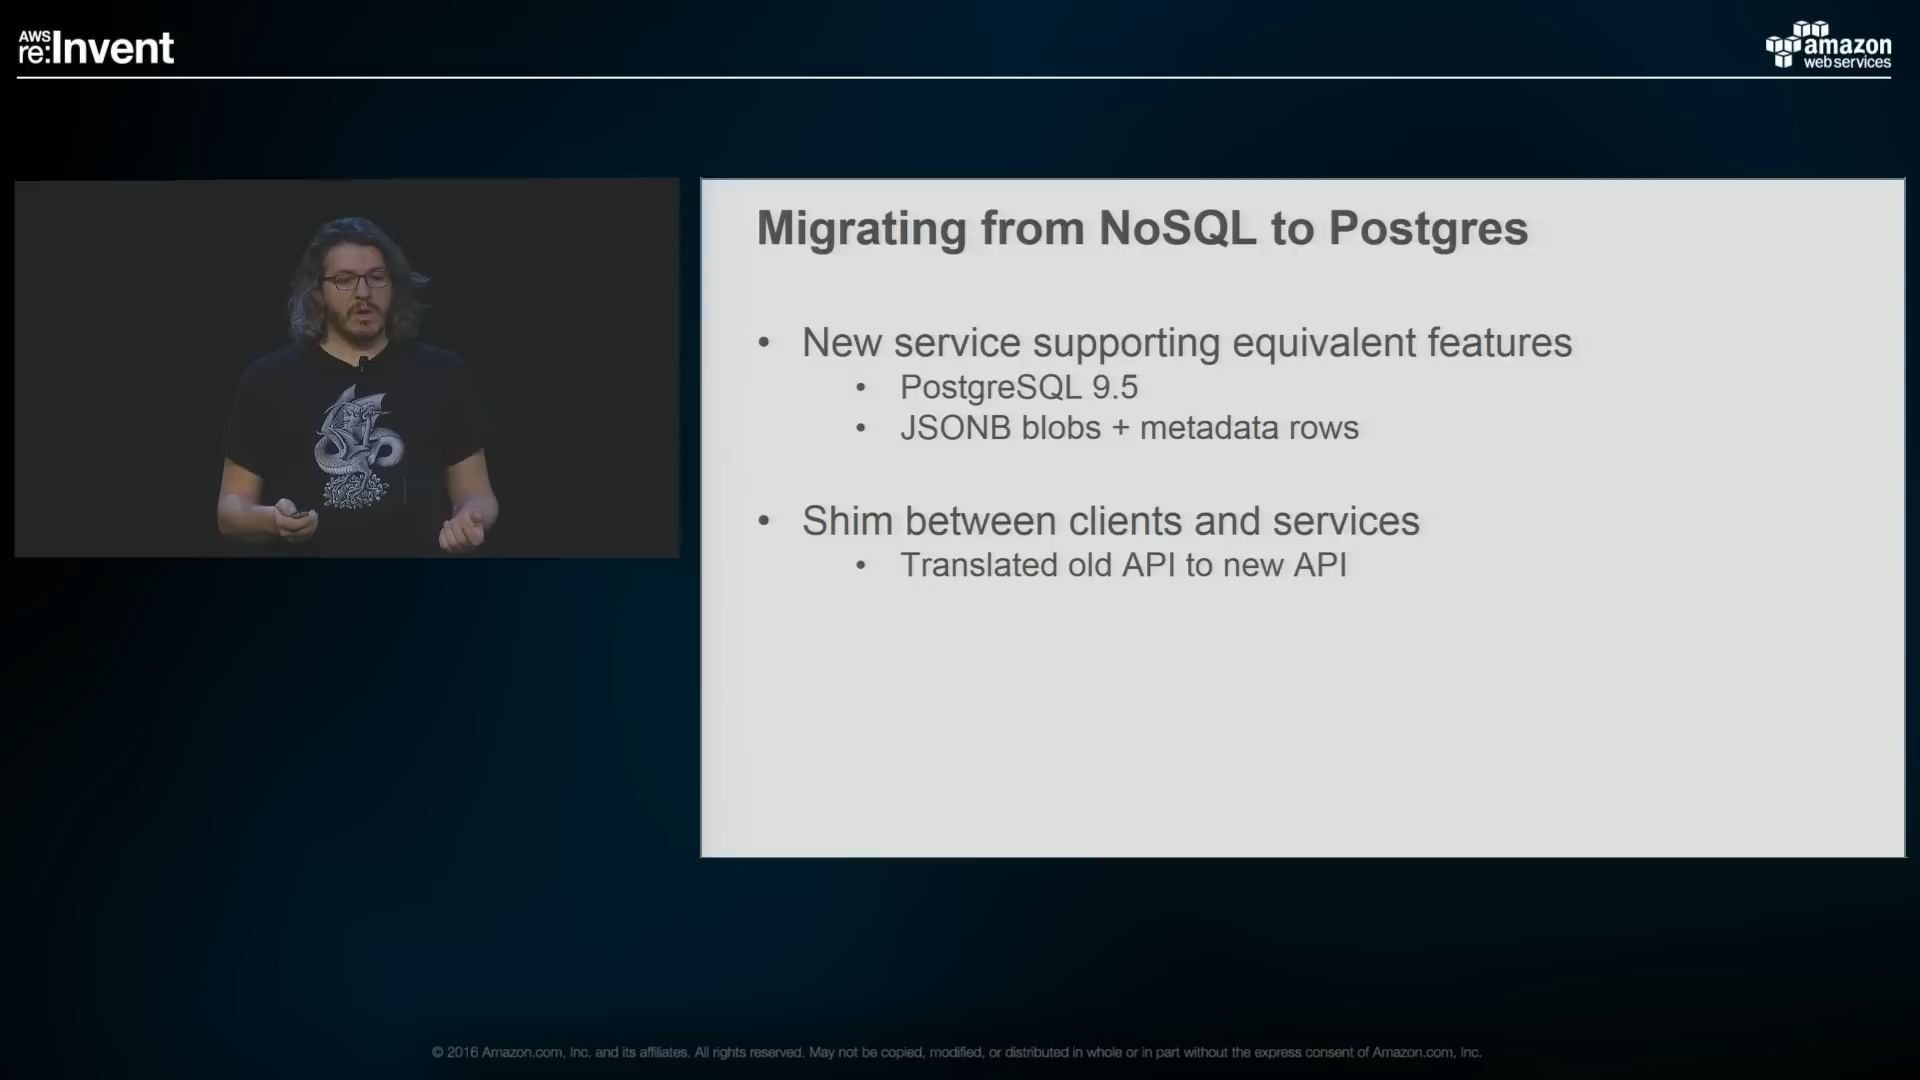 AWS
re:Invent
amazon
web services
Migrating from NoSQL to Postgres
• New service supporting equivalent features
• PostgreSQL 9.5
• JSONB blobs + metadata rows
• Shim between clients and services
• Translated old API to new API
© 2016 Amazon.com, Inc. and its affiliates. All rights reserved. May not be copied, modified, or distributed in whole or in part without the express consent of Amazon.com, Inc.